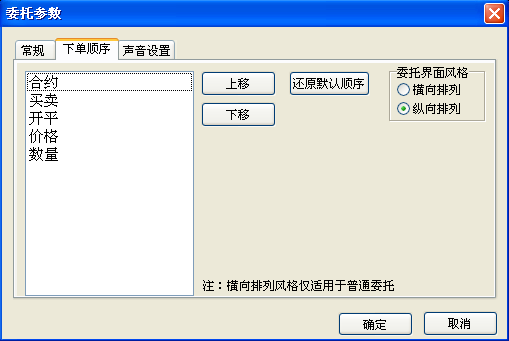 委托参数
常规 下单顺序 声音设置
合约
买卖
开平
价格
数量
上移
下移
还原默认顺序
委托界面风格
横向排列
纵向排列
注：横向排列风格仅适用于普通委托
确定 取消